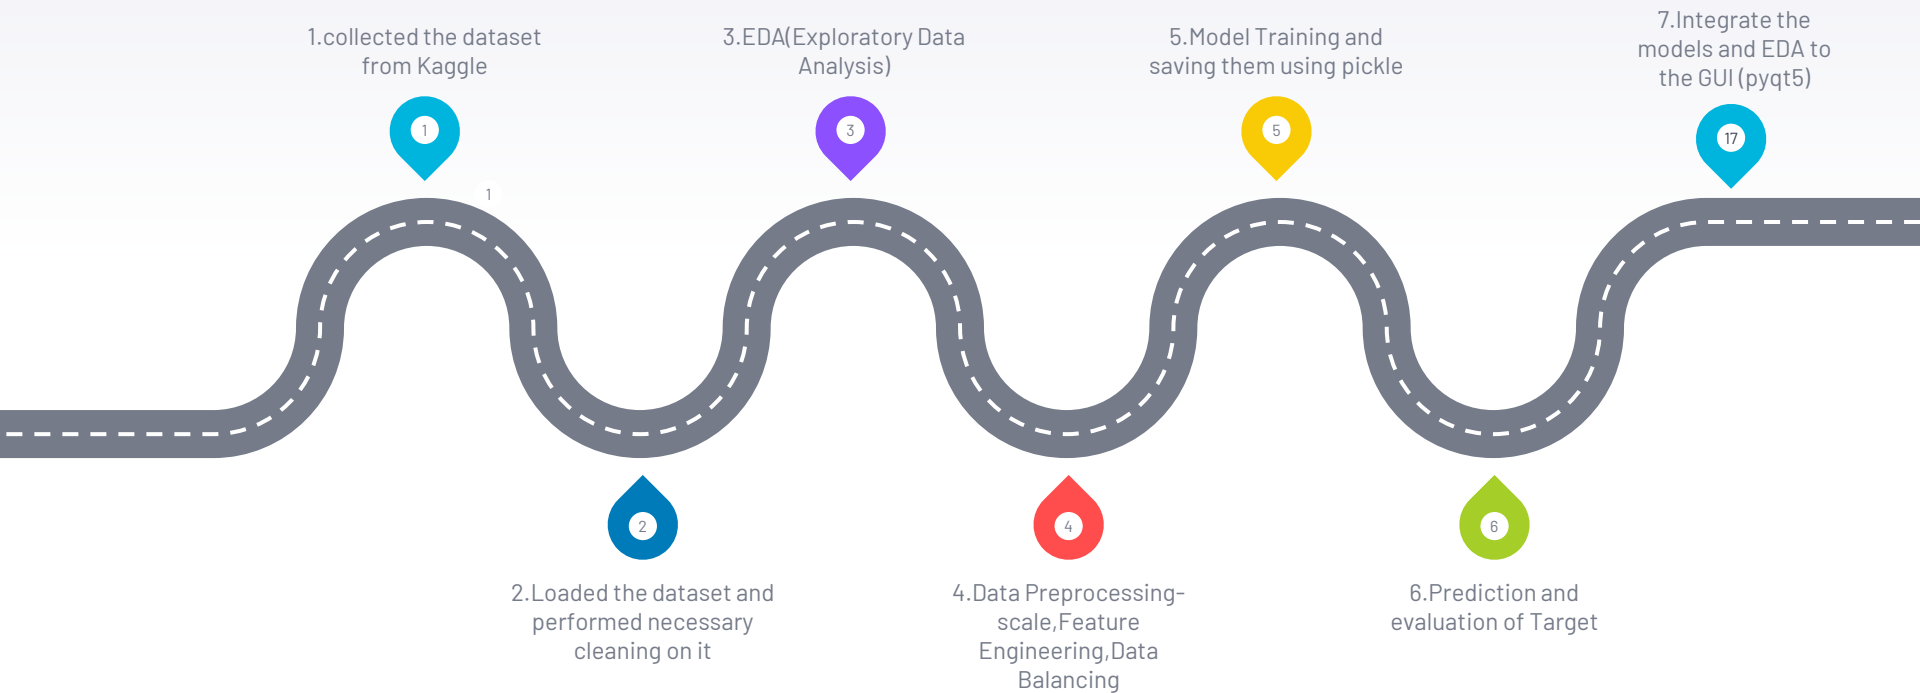 1.collected the dataset
from Kaggle
1
1
2
2.Loaded the dataset and
performed necessary
cleaning on it
3.EDA(Exploratory Data
Analysis)
3
4
4.Data Preprocessing-
scale,Feature
Engineering,Data
Balancing
5.Model Training and
saving them using pickle
5
6
6.Prediction and
evaluation of Target
7.Integrate the
models and EDA to
the GUI (pyqt5)
17